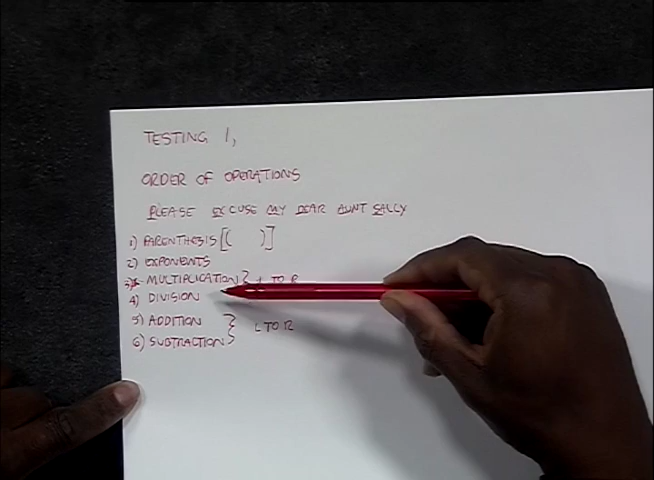 TESTING 1,
ORDER OF OPERATIONS
PLEASE EXCUSE MY DEAR AUNT SALLY
1) PARENTHESIS [( )]
2) EXPONENTS
3) MULTIPLICATION } L TO R
4) DIVISION
5) ADDITION } L TO R
6) SUBTRACTION